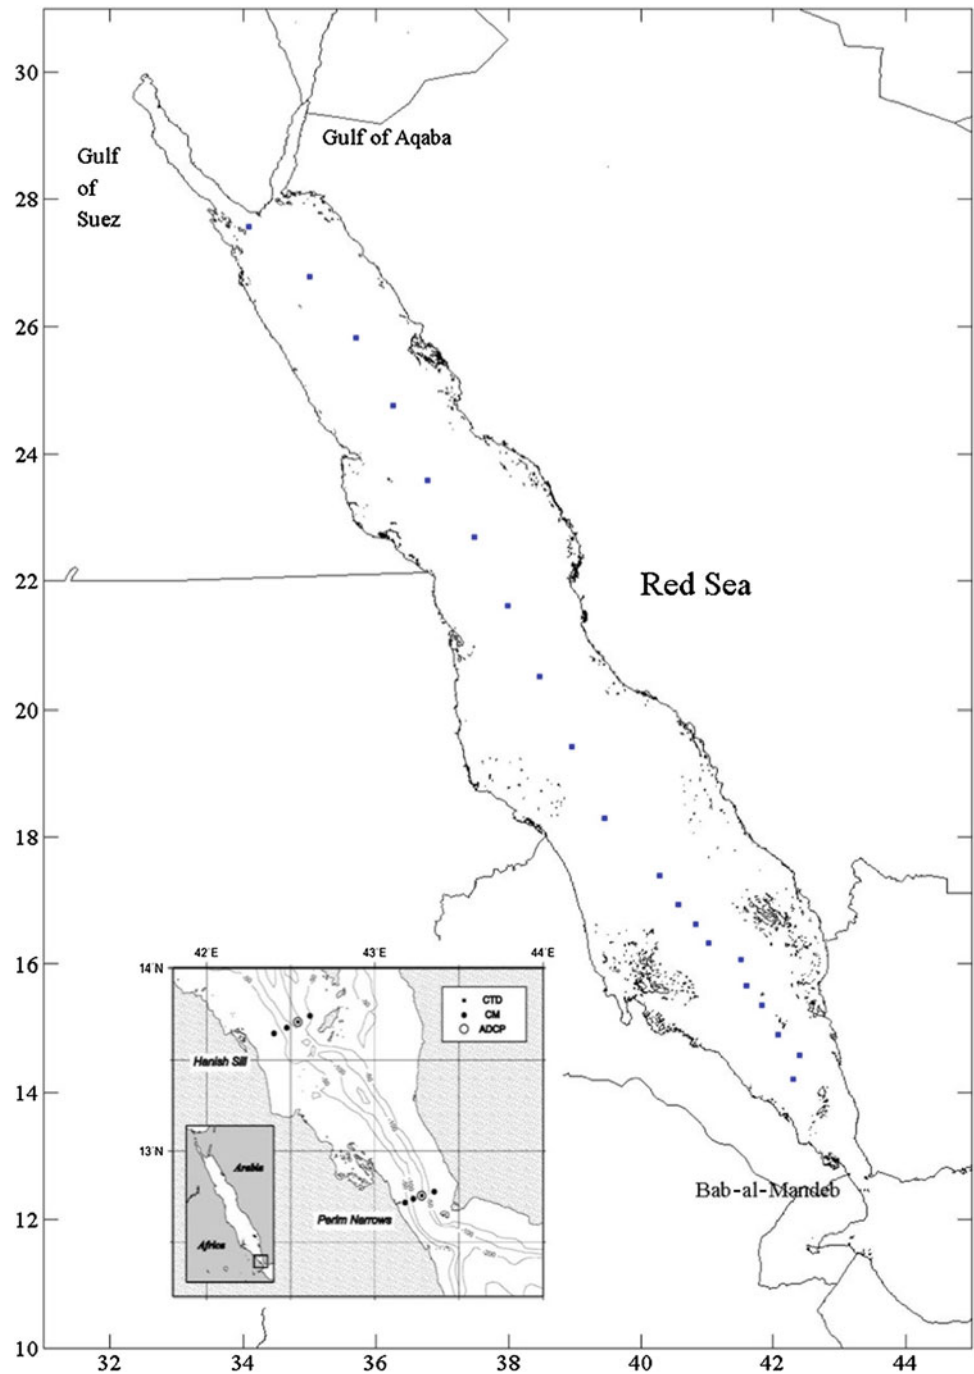 30
28
26
24
22
20
18
16
14
12
10
32
34
36
38
40
42
44
Gulf of Aqaba
Gulf
of
Suez
Red Sea
Bab-al-Mandeb
42°E
43°E
44°E
14°N
13°N
CTD
CM
ADCP
Hanish Sill
Perim Narrows
Arabia
Africa